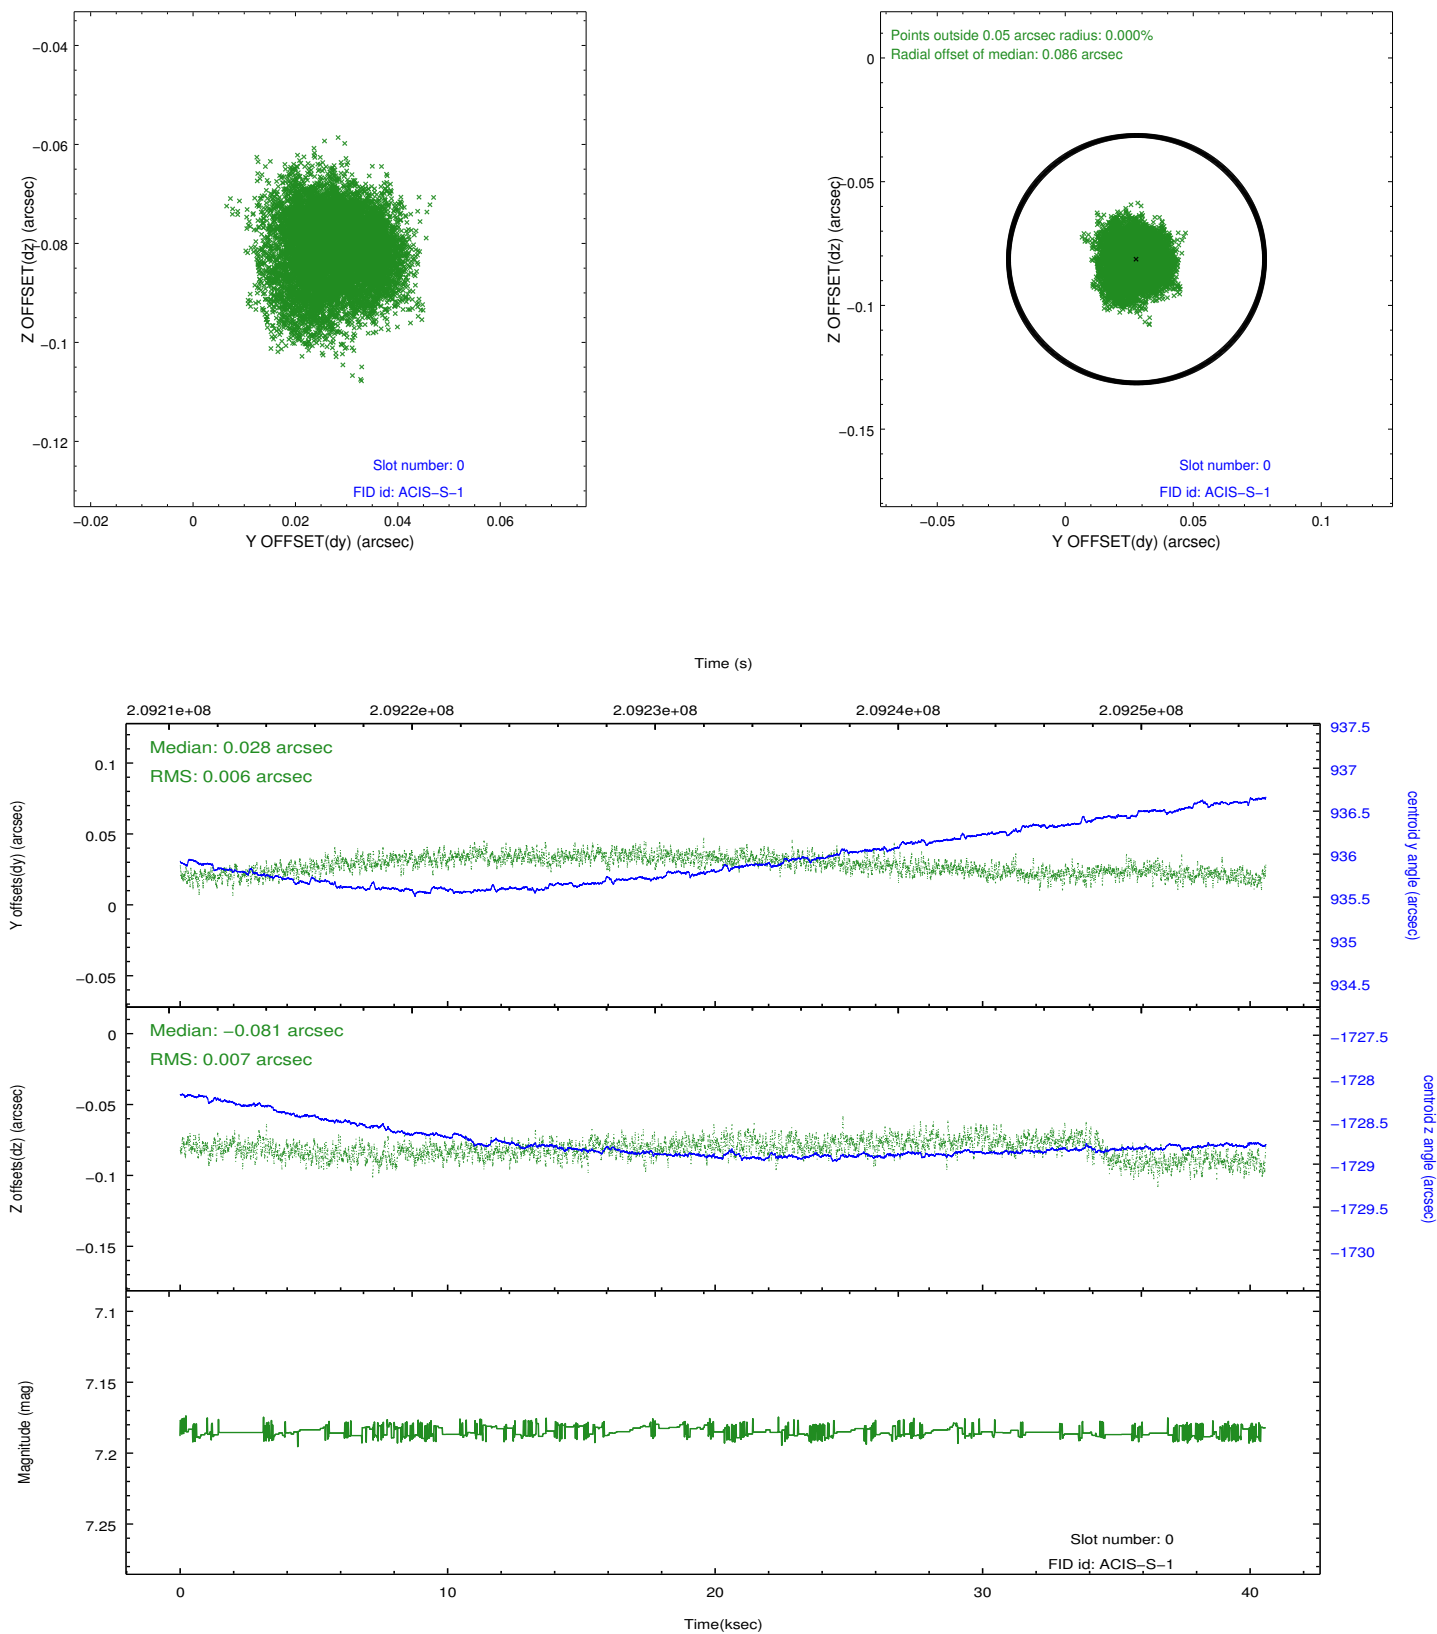 −0.04
−0.06
−0.08
−0.1
−0.12
Z OFFSET(dz) (arcsec)
Slot number: 0
FID id: ACIS−S−1
−0.02
0
0.02
0.04
0.06
Y OFFSET(dy) (arcsec)
Points outside 0.05 arcsec radius: 0.000%
Radial offset of median: 0.086 arcsec
0
−0.05
−0.1
−0.15
Z OFFSET(dz) (arcsec)
Slot number: 0
FID id: ACIS−S−1
−0.05
0
0.05
0.1
Y OFFSET(dy) (arcsec)
Time (s)
2.0921e+08
2.0922e+08
2.0923e+08
2.0924e+08
2.0925e+08
Median: 0.028 arcsec
RMS: 0.006 arcsec
0.1
0.05
0
−0.05
Y offsets(dy) (arcsec)
937.5
937
936.5
936
935.5
935
934.5
centroid y angle (arcsec)
Median: −0.081 arcsec
RMS: 0.007 arcsec
0
−0.05
−0.1
−0.15
Z offsets(dz) (arcsec)
−1727.5
−1728
−1728.5
−1729
−1729.5
−1730
centroid z angle (arcsec)
7.1
7.15
7.2
7.25
Magnitude (mag)
Slot number: 0
FID id: ACIS−S−1
0
10
20
30
40
Time(ksec)